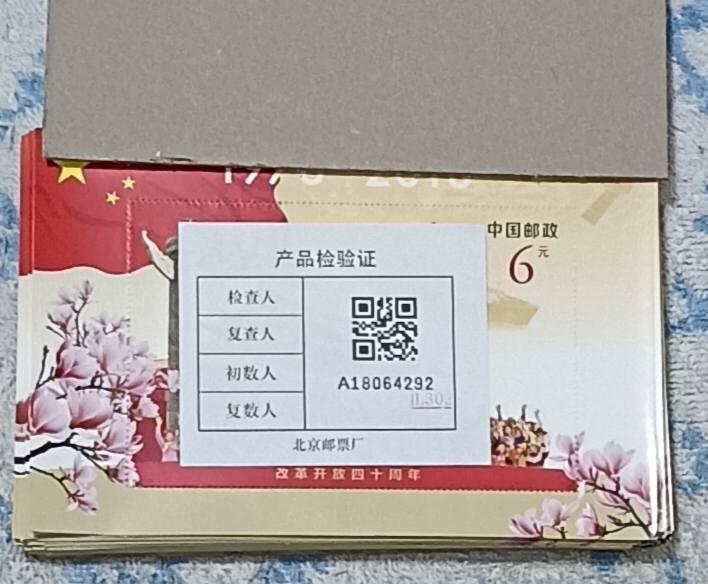 中国邮政
6元
产品检验证
检查人
复查人
初数人
复数人
A18064292
北京邮票厂
改革开放四十周年